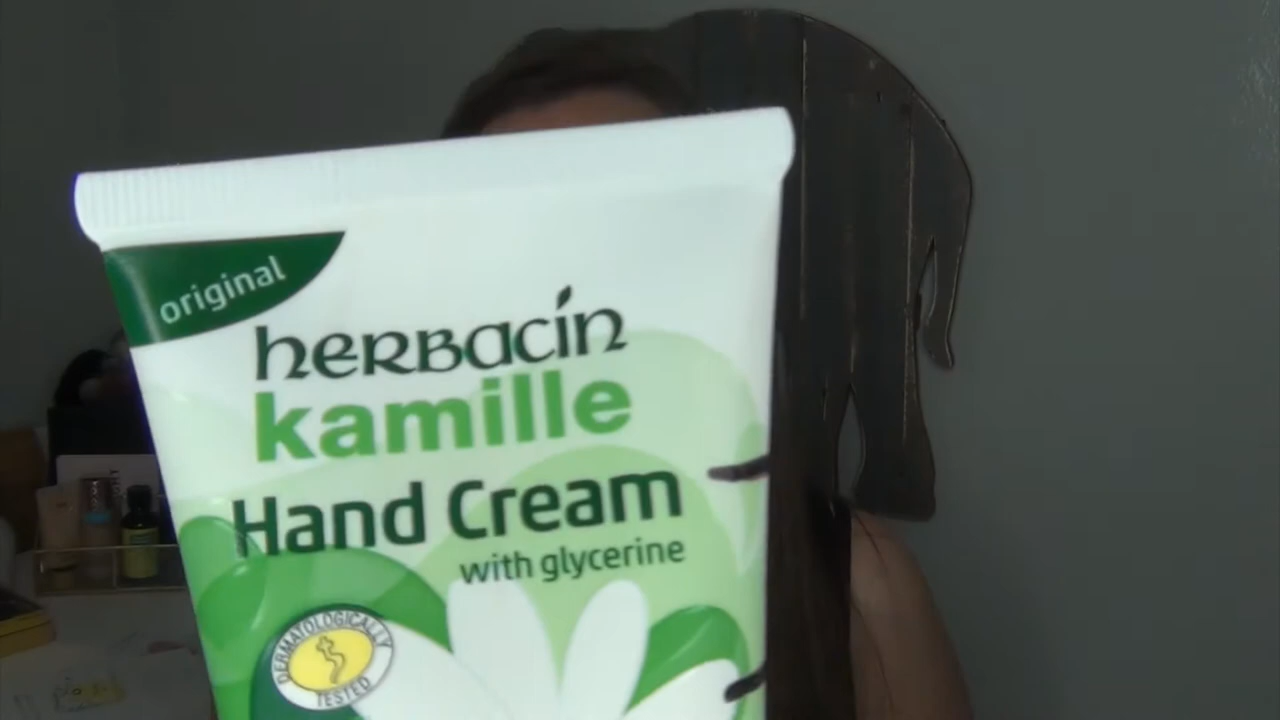 original
herbacin
kamille
Hand Cream
with glycerine
DERMATOLOGICALLY
TESTED